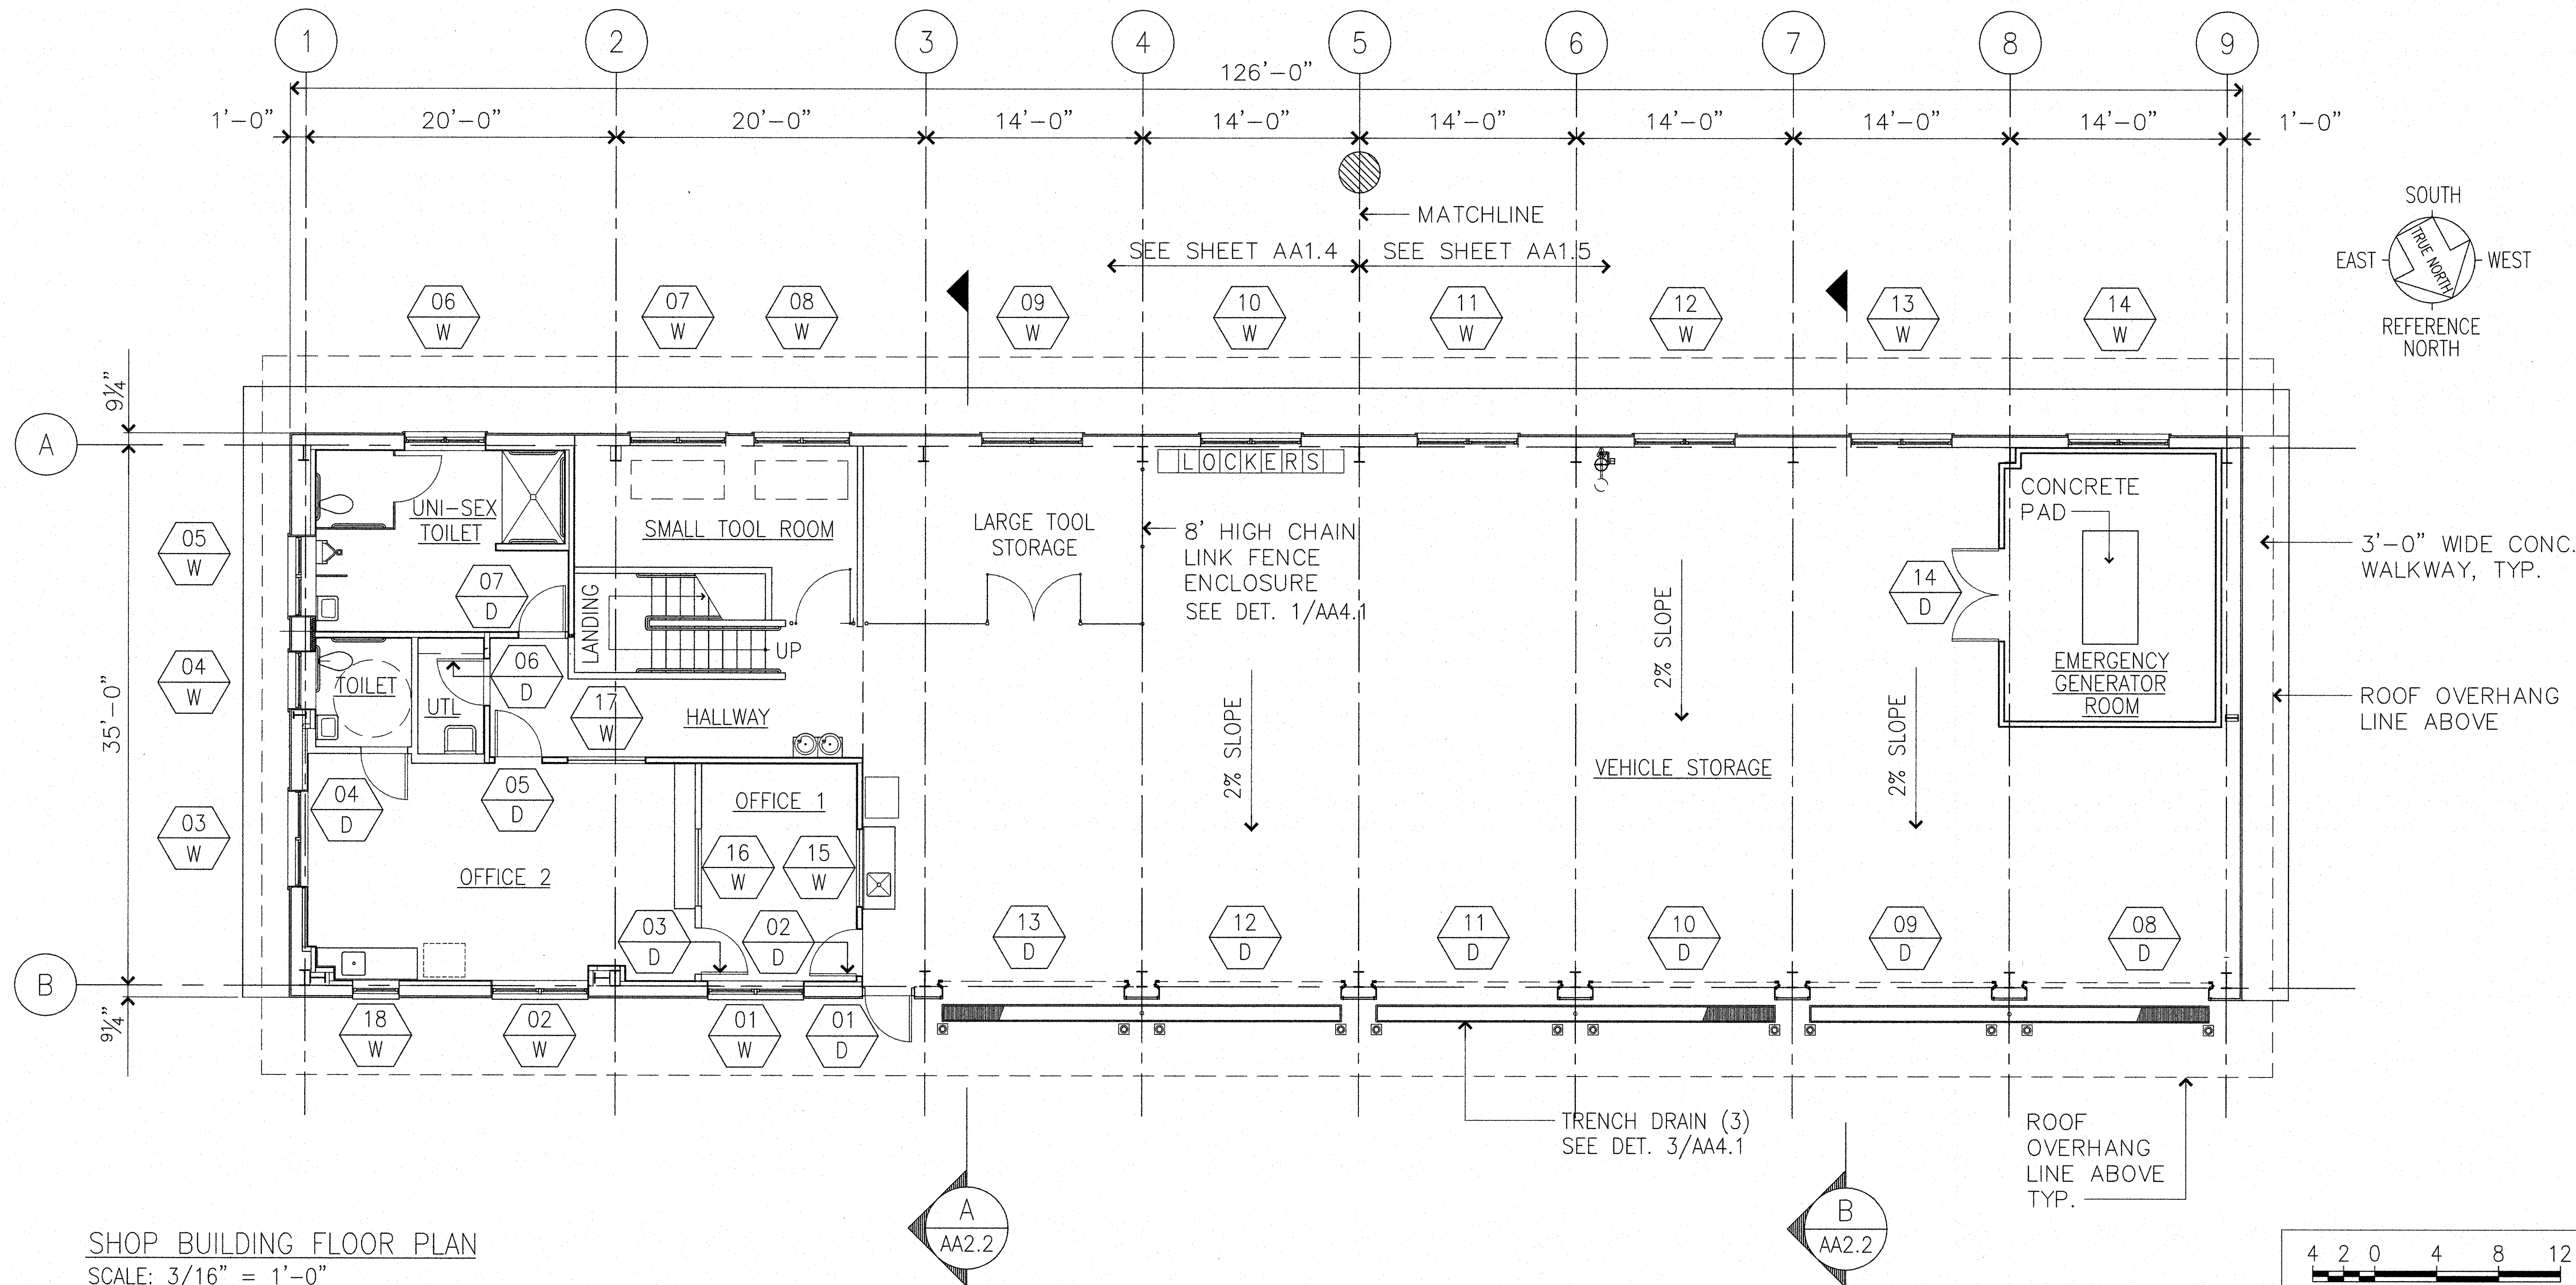 1 2 3 4 5 6 7 8 9
126'-0"
1'-0" 20'-0" 20'-0" 14'-0" 14'-0" 14'-0" 14'-0" 14'-0" 14'-0" 1'-0"
MATCHLINE
SEE SHEET AA1.4 SEE SHEET AA1.5
SOUTH
EAST WEST
TRUE NORTH
REFERENCE
NORTH
06 07 08 09 10 11 12 13 14
W W W W W W W W W
9¼"
A
LOCKERS
UNI-SEX
TOILET
SMALL TOOL ROOM
LARGE TOOL
STORAGE
8' HIGH CHAIN
LINK FENCE
ENCLOSURE
SEE DET. 1/AA4.1
CONCRETE
PAD
3'-0" WIDE CONC.
WALKWAY, TYP.
05
W
07
D
LANDING
UP
14
D
2% SLOPE
04
W
TOILET
UTL
06
D
17
W
HALLWAY
EMERGENCY
GENERATOR
ROOM
ROOF OVERHANG
LINE ABOVE
35'-0"
2% SLOPE
2% SLOPE
VEHICLE STORAGE
03
W
04
D
05
D
OFFICE 1
16
W
15
W
OFFICE 2
03
D
02
D
13 12 11 10 09 08
D D D D D D
B
9¼"
18 02 01 01
W W W D
TRENCH DRAIN (3)
SEE DET. 3/AA4.1
ROOF
OVERHANG
LINE ABOVE
TYP.
A
AA2.2
B
AA2.2
SHOP BUILDING FLOOR PLAN
SCALE: 3/16" = 1'-0"
4 2 0 4 8 12